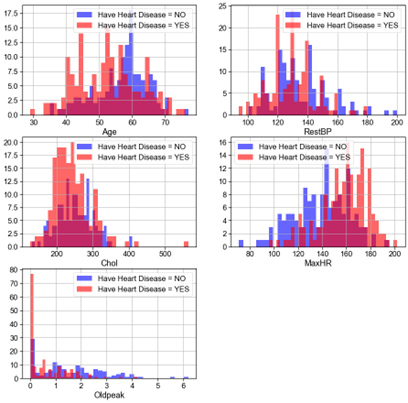 Have Heart Disease = NO
Have Heart Disease = YES
17.5
15.0
12.5
10.0
7.5
5.0
2.5
0.0
30 40 50 60 70
Age
Have Heart Disease = NO
Have Heart Disease = YES
25
20
15
10
5
0
100 120 140 160 180 200
RestBP
Have Heart Disease = NO
Have Heart Disease = YES
20.0
17.5
15.0
12.5
10.0
7.5
5.0
2.5
0.0
200 300 400 500
Chol
Have Heart Disease = NO
Have Heart Disease = YES
16
14
12
10
8
6
4
2
0
80 100 120 140 160 180 200
MaxHR
Have Heart Disease = NO
Have Heart Disease = YES
80
70
60
50
40
30
20
10
0
0 1 2 3 4 5 6
Oldpeak